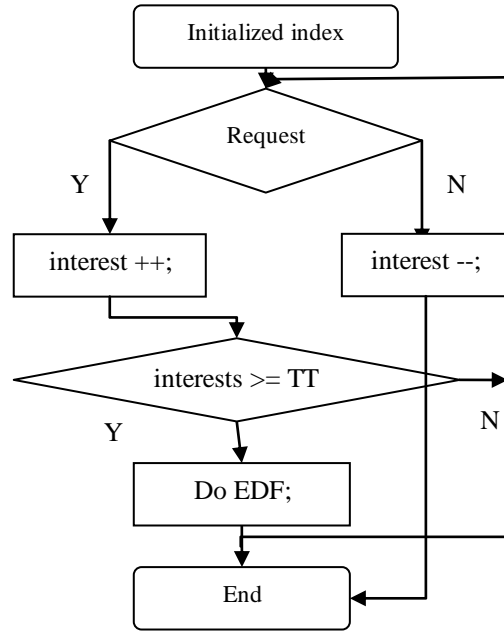 Initialized index
Request
Y
N
interest ++;
interest --;
interests >= TT
Y
N
Do EDF;
End